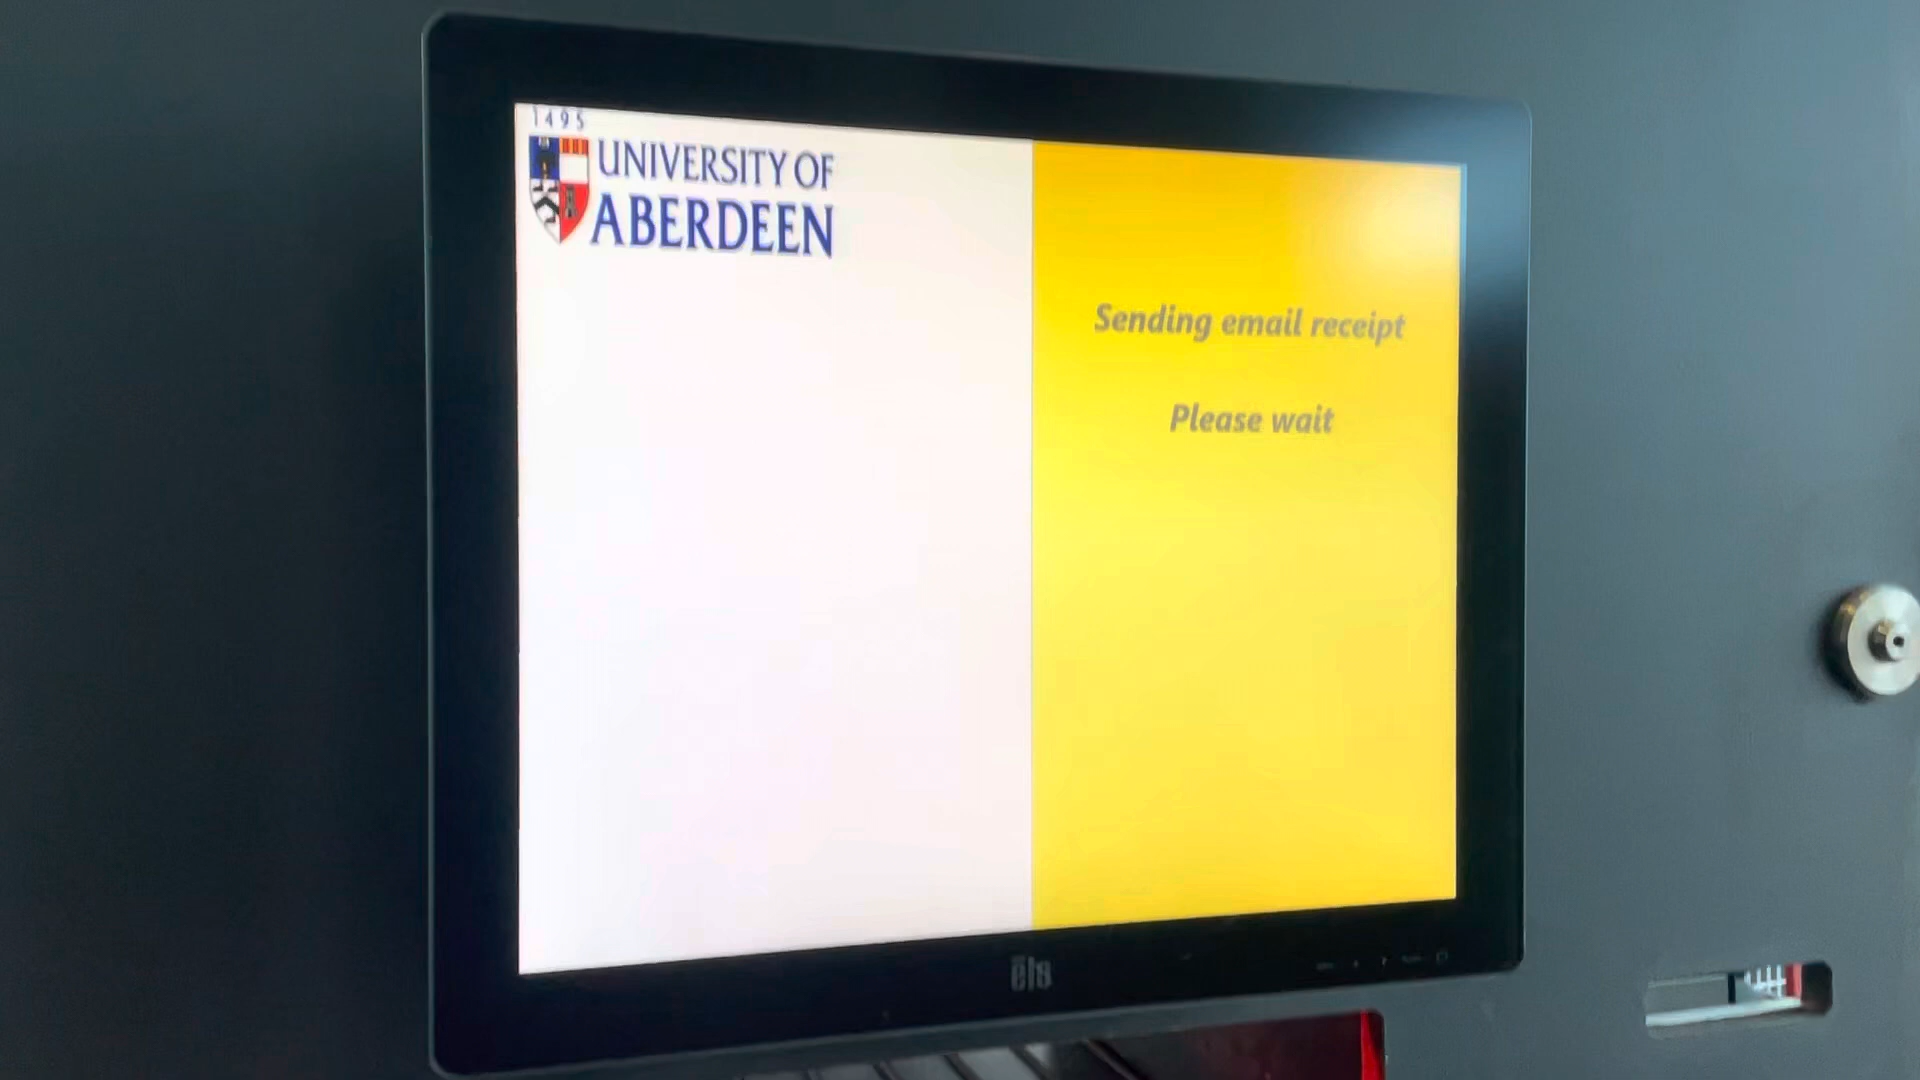 1495
UNIVERSITY OF
ABERDEEN
Sending email receipt
Please wait
elo